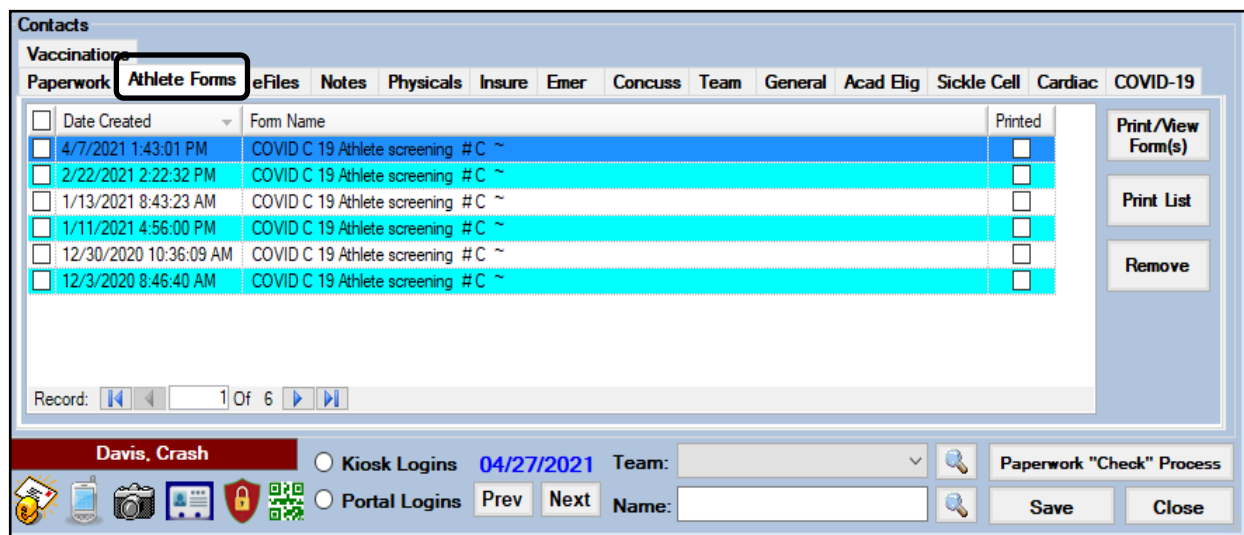 Contacts
Vaccinations
Paperwork Athlete Forms eFiles Notes Physicals Insure Emer Concuss Team General Acad Elig Sickle Cell Cardiac COVID-19
Date Created Form Name Printed
4/7/2021 1:43:01 PM COVID C 19 Athlete screening # C ~
2/22/2021 2:22:32 PM COVID C 19 Athlete screening # C ~
1/13/2021 8:43:23 AM COVID C 19 Athlete screening # C ~
1/11/2021 4:56:00 PM COVID C 19 Athlete screening # C ~
12/30/2020 10:36:09 AM COVID C 19 Athlete screening # C ~
12/3/2020 8:46:40 AM COVID C 19 Athlete screening # C ~
Print/View
Form(s)
Print List
Remove
Record: 1 Of 6
Davis, Crash
Kiosk Logins 04/27/2021 Team: Paperwork "Check" Process
Portal Logins Prev Next Name: Save Close